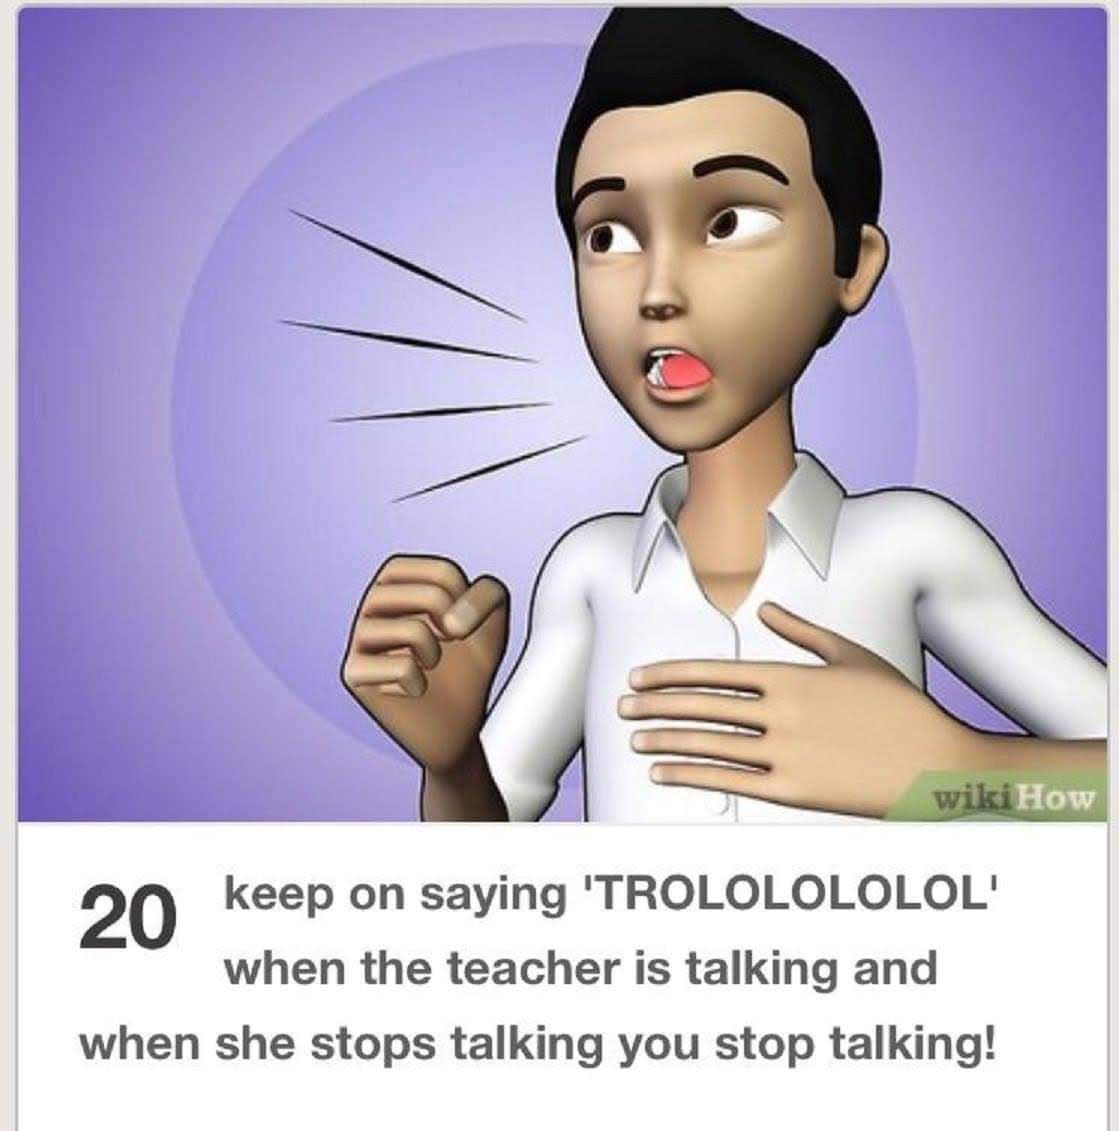 wikiHow
20 keep on saying 'TROLOLOLOLOL'
when the teacher is talking and
when she stops talking you stop talking!